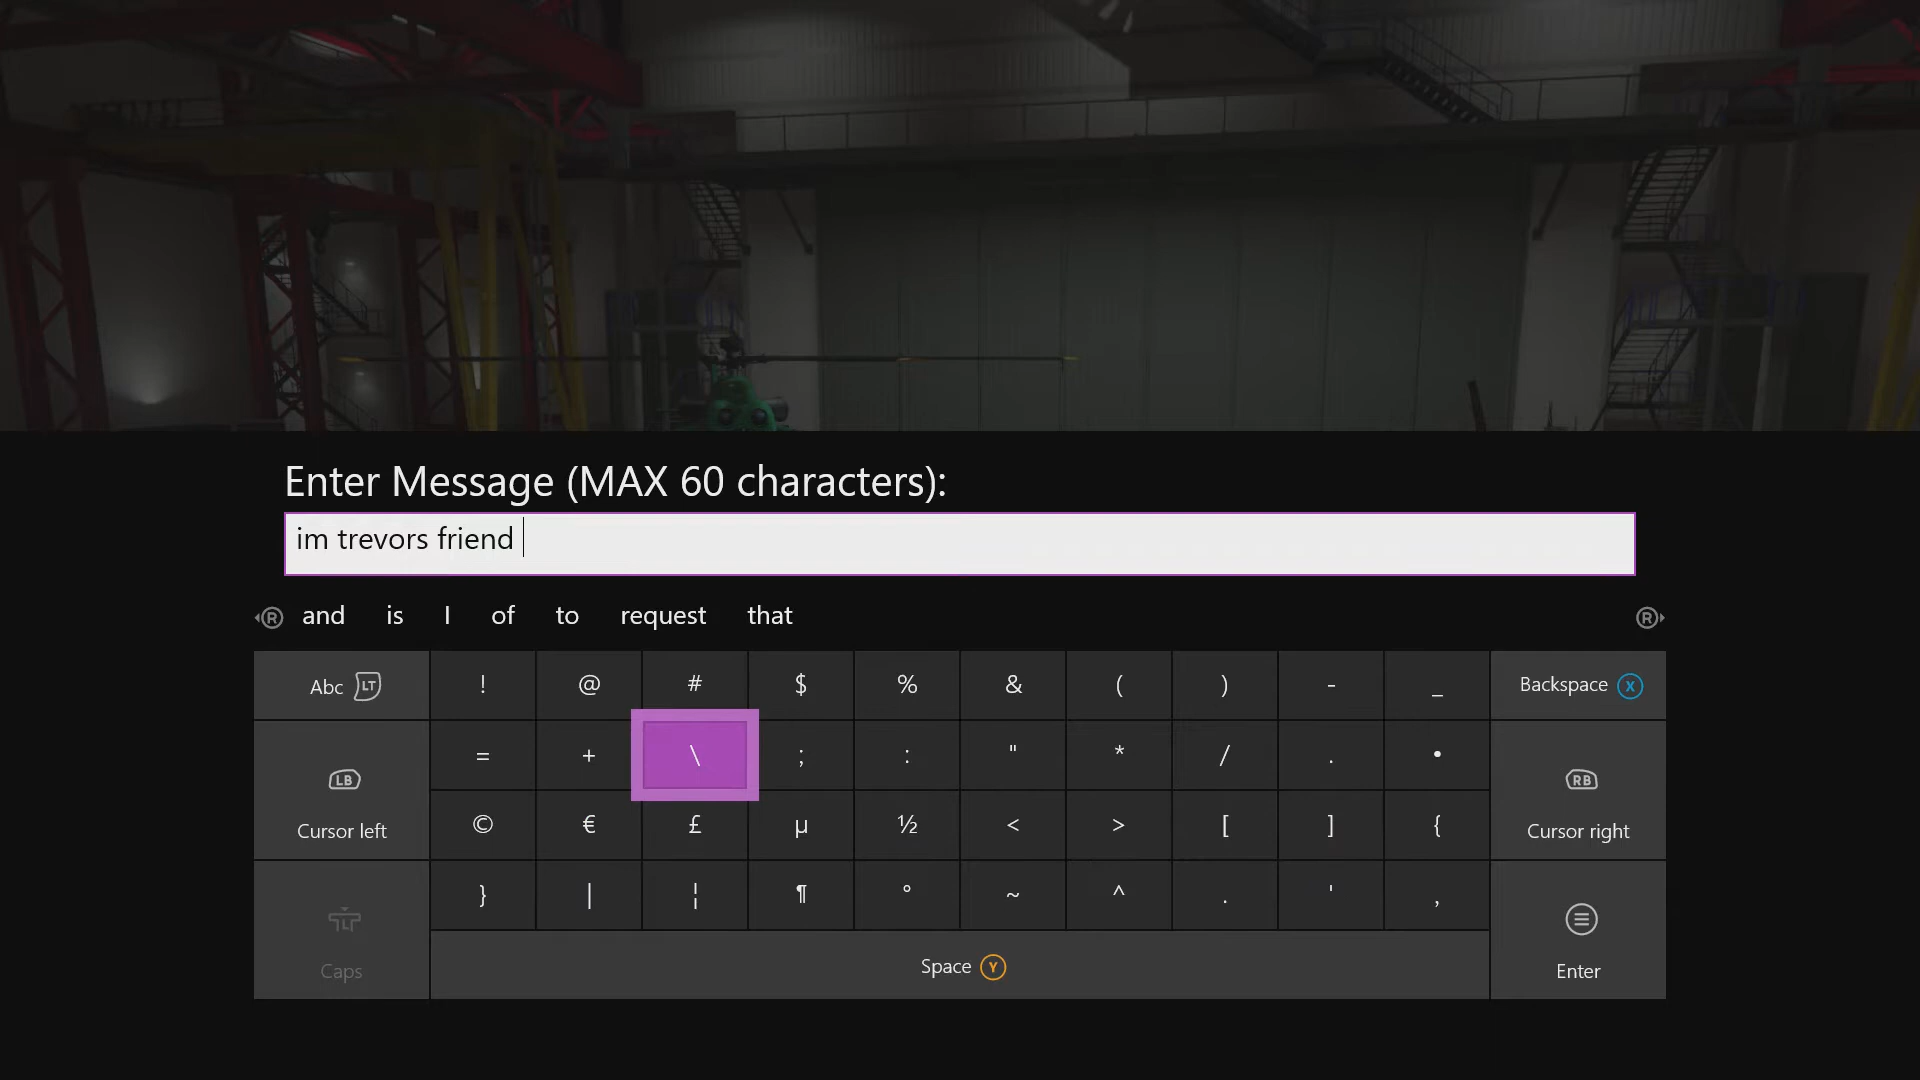 Enter Message (MAX 60 characters):
im trevors friend
R and is I of to request that R
Abc LT ! @ # $ % & ( ) - _ Backspace X
= + \ ; : " * / . •
LB RB
Cursor left © € £ µ ½ < > [ ] { Cursor right
} | ¦ ¶ ° ~ ^ . ' ,
LT
Caps Space Y Enter